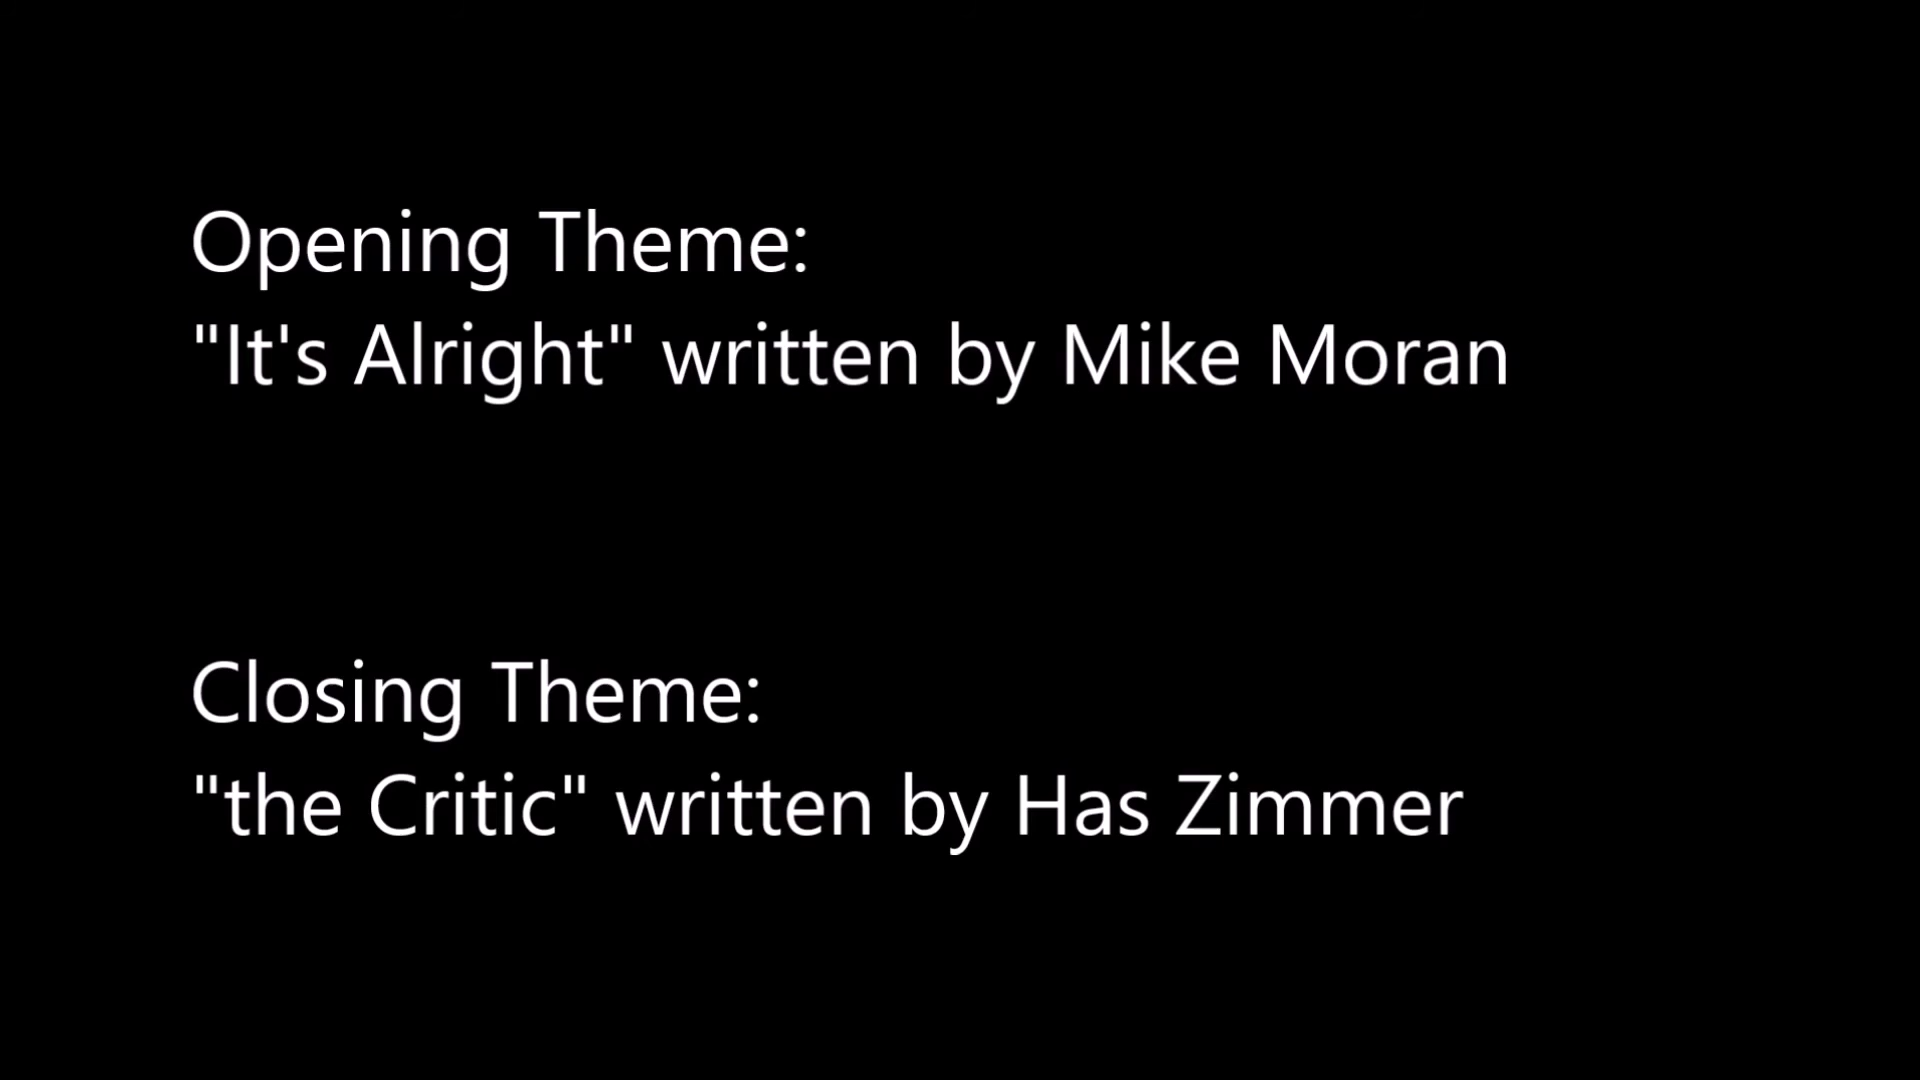 Opening Theme:
"It's Alright" written by Mike Moran
Closing Theme:
"the Critic" written by Has Zimmer